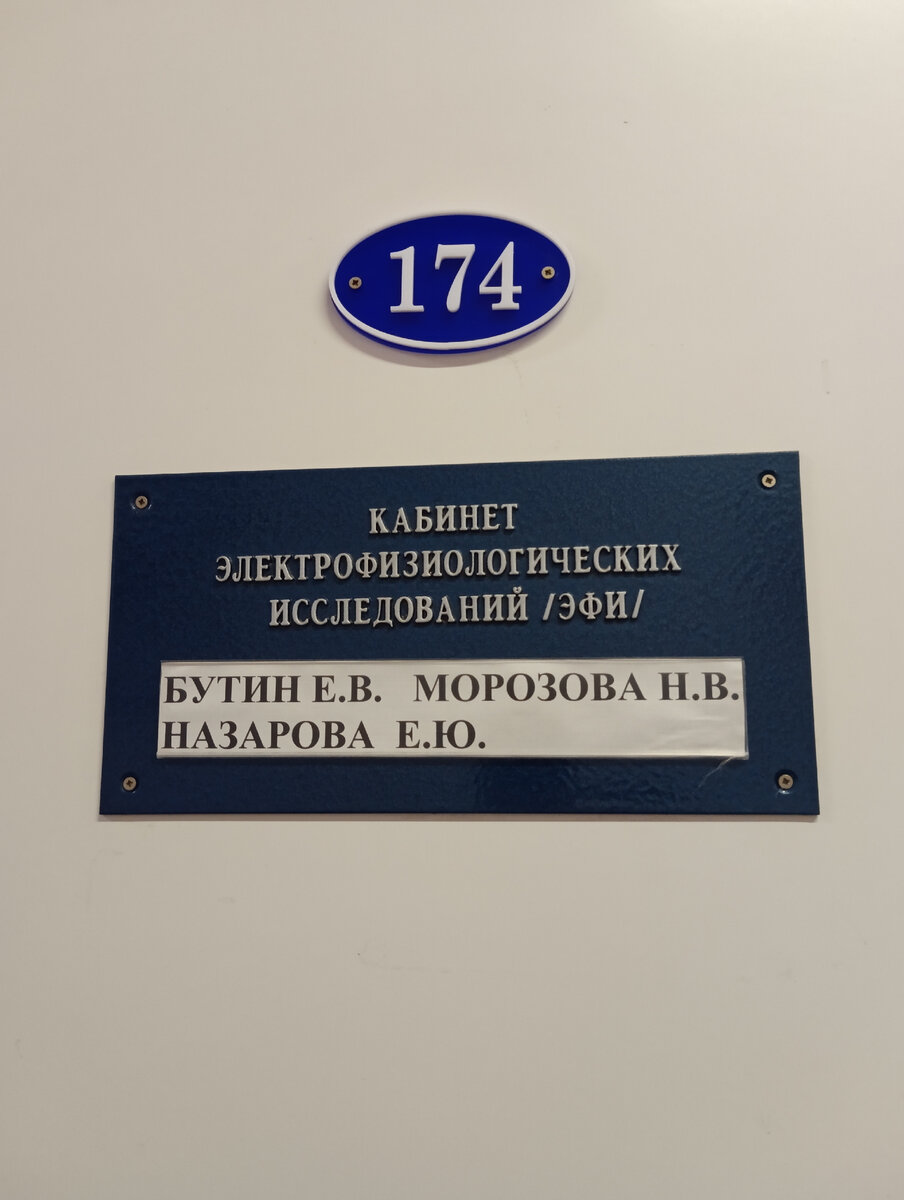 174
КАБИНЕТ
ЭЛЕКТРОФИЗИОЛОГИЧЕСКИХ
ИССЛЕДОВАНИЙ /ЭФИ/
БУТИН Е.В. МОРОЗОВА Н.В.
НАЗАРОВА Е.Ю.